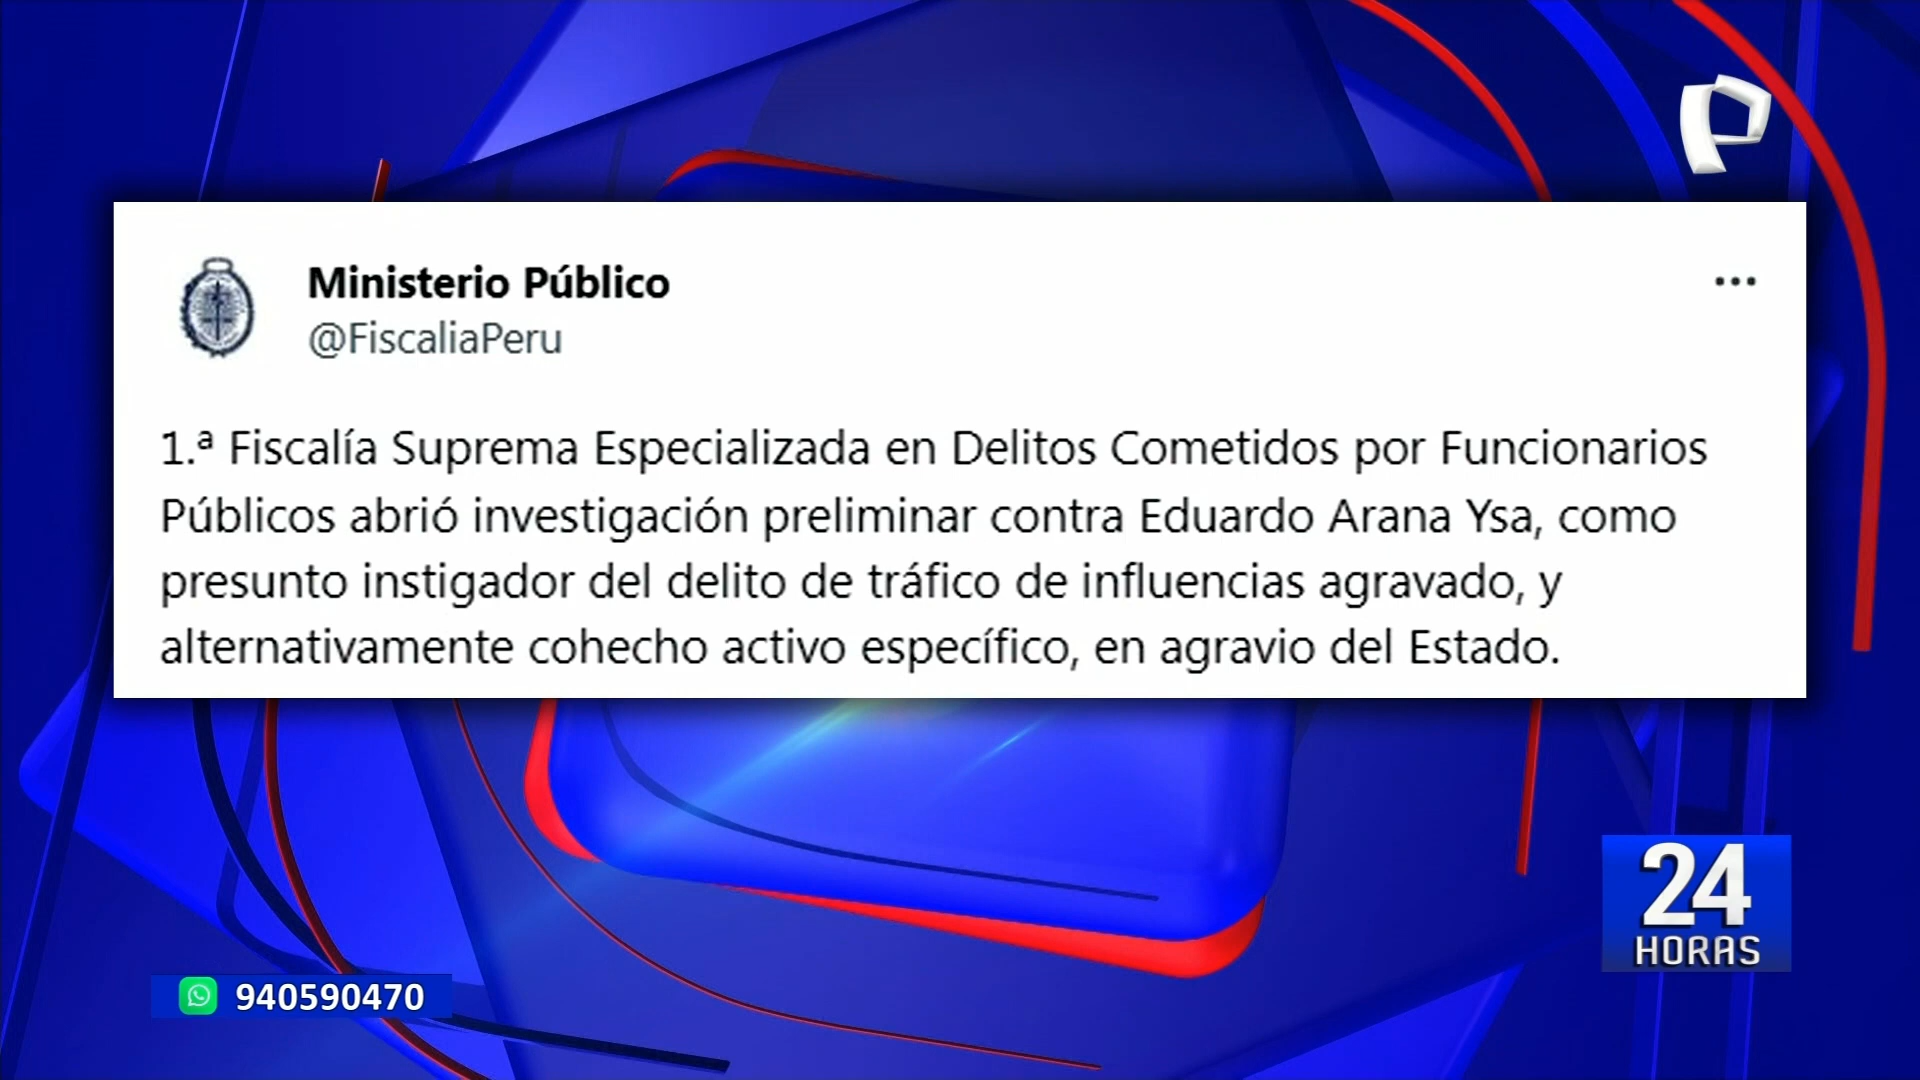 Ministerio Público
@FiscaliaPeru
1.ª Fiscalía Suprema Especializada en Delitos Cometidos por Funcionarios
Públicos abrió investigación preliminar contra Eduardo Arana Ysa, como
presunto instigador del delito de tráfico de influencias agravado, y
alternativamente cohecho activo específico, en agravio del Estado.
24
HORAS
940590470